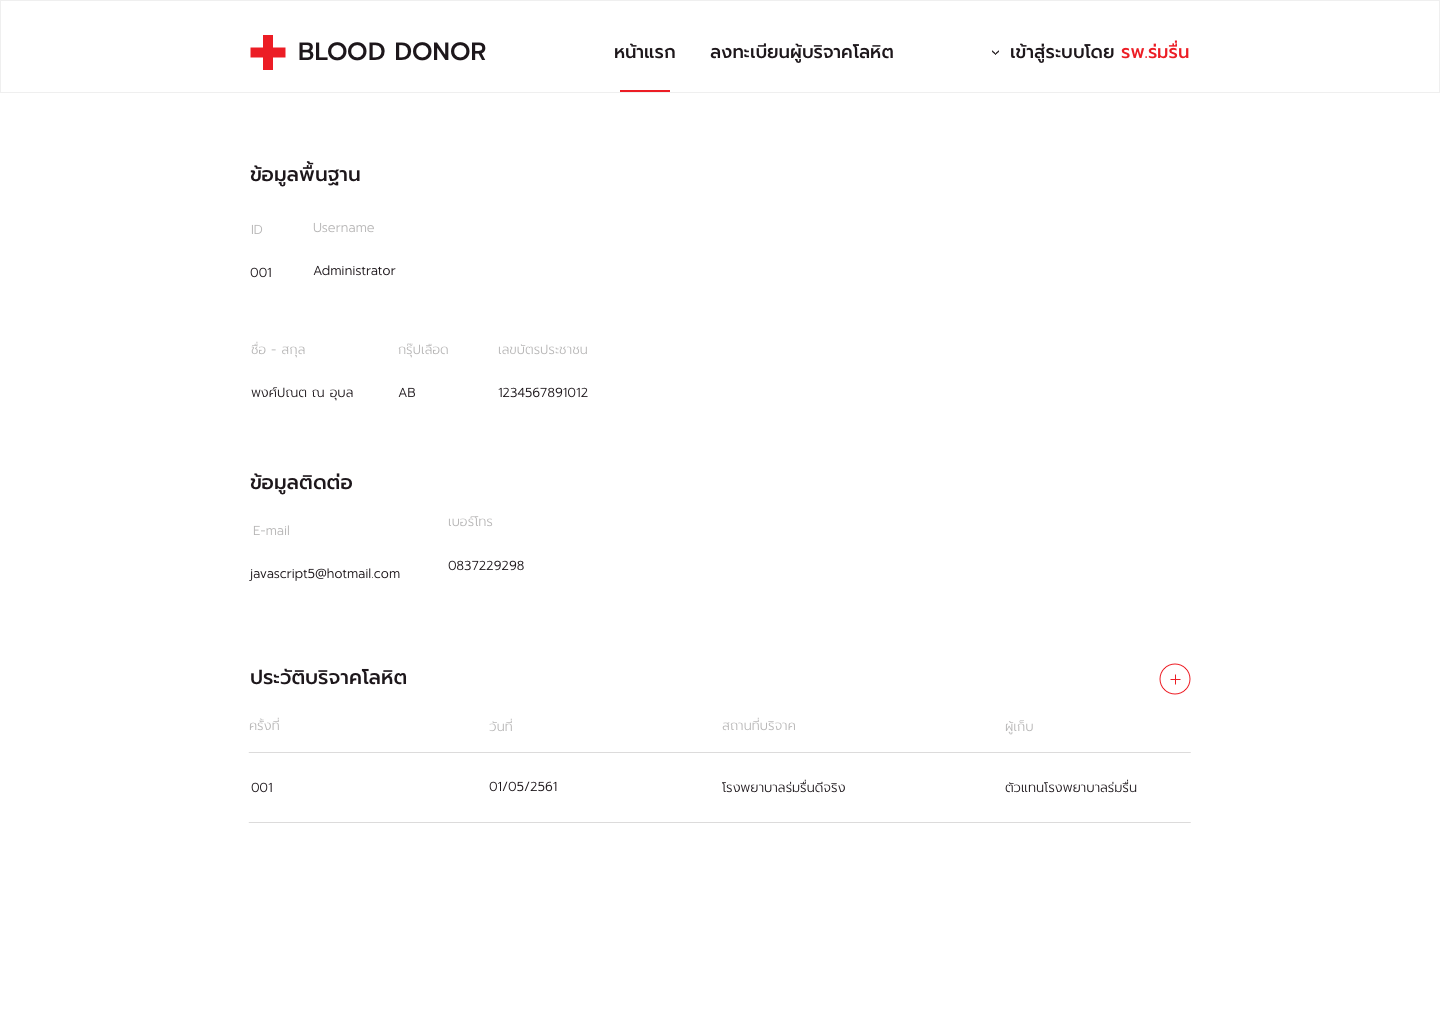 BLOOD DONOR หน้าแรก ลงทะเบียนผู้บริจาคโลหิต เข้าสู่ระบบโดย รพ.ร่มรื่น
ข้อมูลพื้นฐาน
ID Username
001 Administrator
ชื่อ - สกุล กรุ๊ปเลือด เลขบัตรประชาชน
พงศ์ปณต ณ อุบล AB 1234567891012
ข้อมูลติดต่อ
E-mail เบอร์โทร
javascript5@hotmail.com 0837229298
ประวัติบริจาคโลหิต
ครั้งที่ วันที่ สถานที่บริจาค ผู้เก็บ
001 01/05/2561 โรงพยาบาลร่มรื่นดีจริง ตัวแทนโรงพยาบาลร่มรื่น